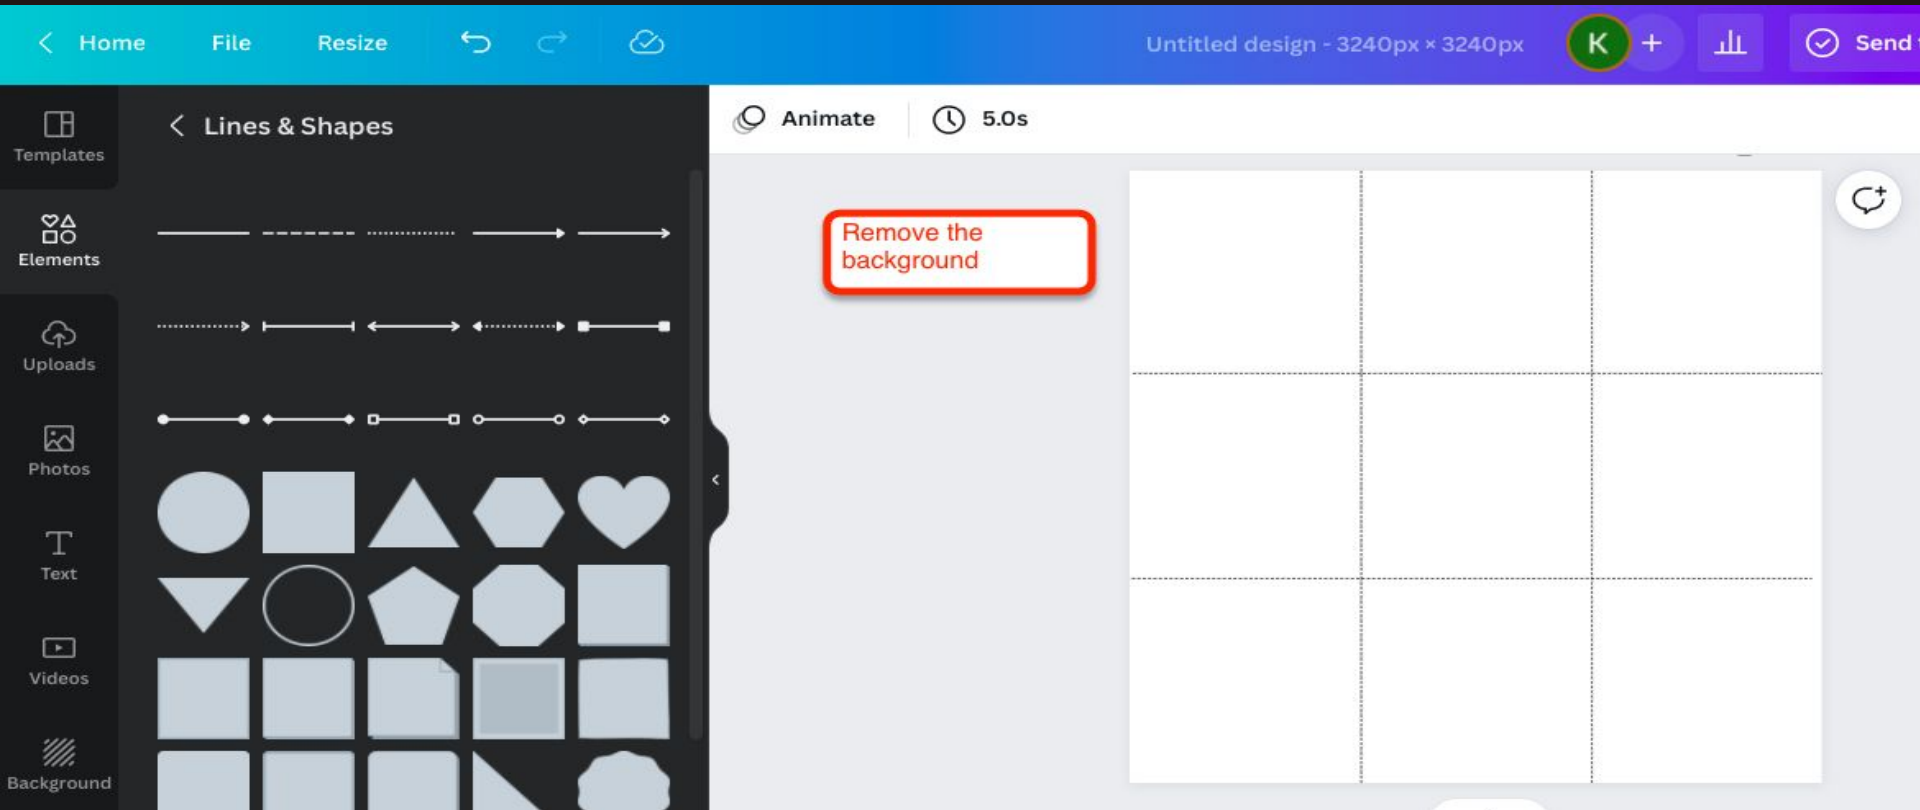 Home File Resize Untitled design - 3240px × 3240px K + Send
Templates
Lines & Shapes
Animate 5.0s
Elements
Remove the
background
Uploads
Photos
Text
Videos
Background